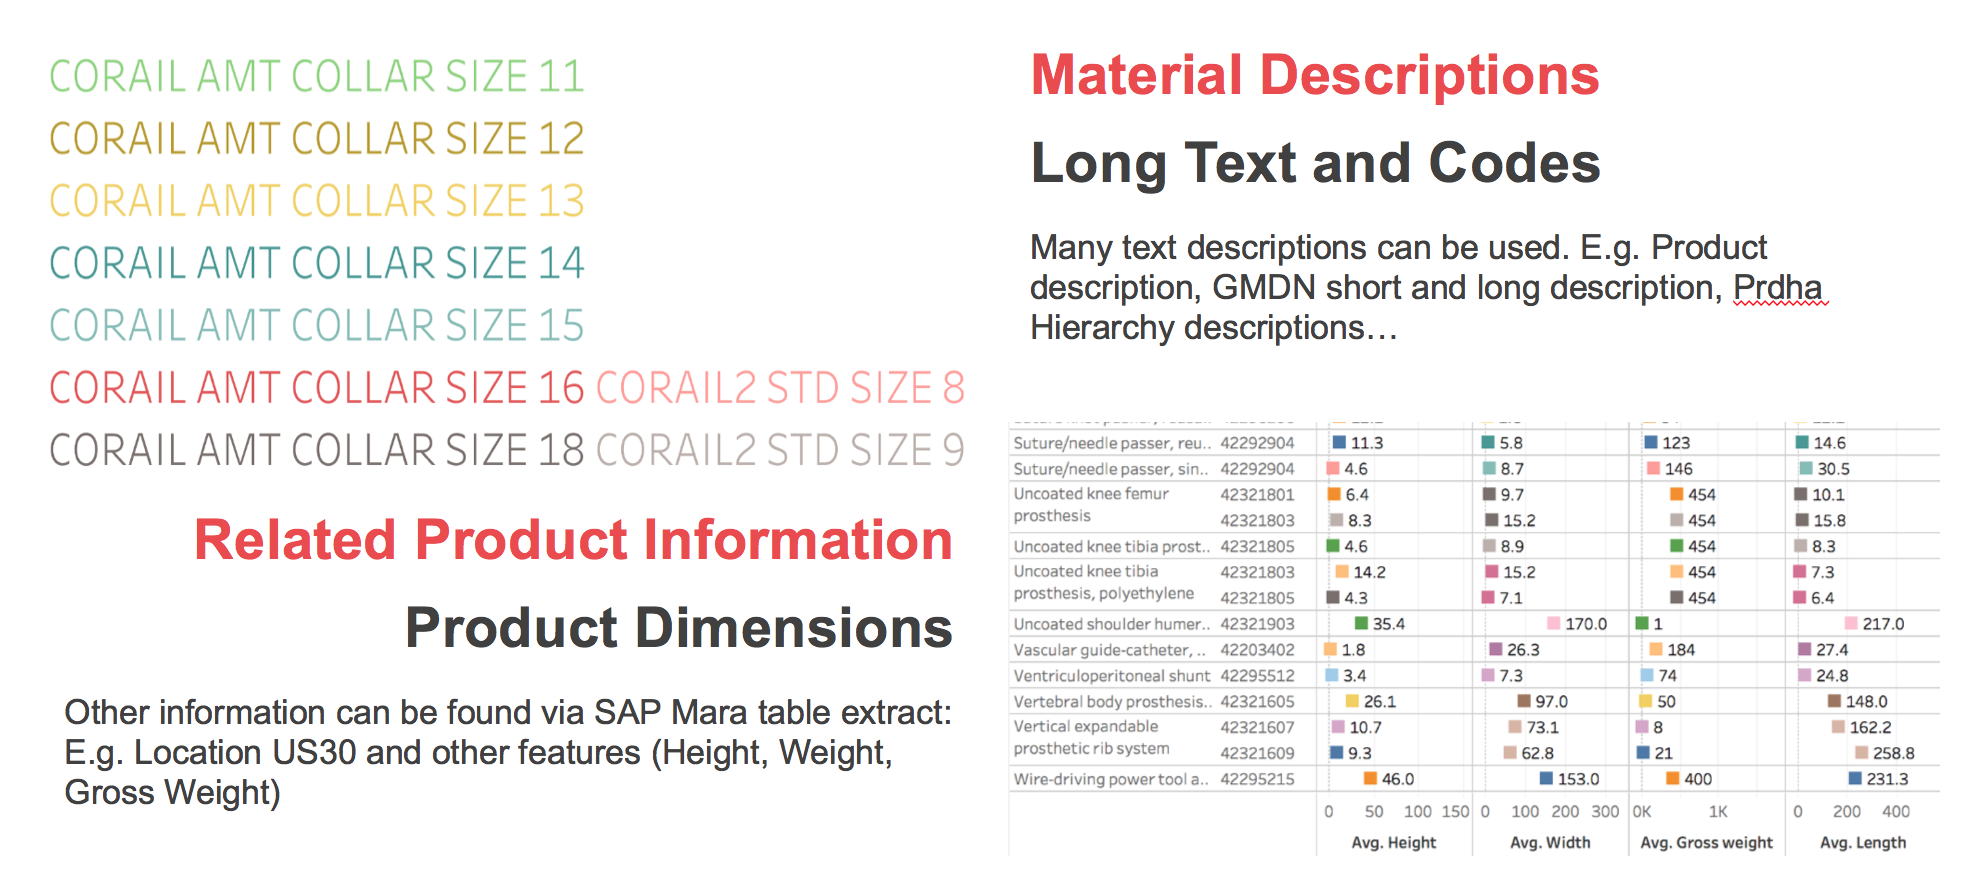 CORAIL AMT COLLAR SIZE 11
CORAIL AMT COLLAR SIZE 12
CORAIL AMT COLLAR SIZE 13
CORAIL AMT COLLAR SIZE 14
CORAIL AMT COLLAR SIZE 15
CORAIL AMT COLLAR SIZE 16 CORAIL2 STD SIZE 8
CORAIL AMT COLLAR SIZE 18 CORAIL2 STD SIZE 9
Related Product Information
Product Dimensions
Other information can be found via SAP Mara table extract:
E.g. Location US30 and other features (Height, Weight,
Gross Weight)
Material Descriptions
Long Text and Codes
Many text descriptions can be used. E.g. Product
description, GMDN short and long description, Prdha
Hierarchy descriptions…
Suture/needle passer, reu.. 42292904 11.3 5.8 123 14.6
Suture/needle passer, sin.. 42292904 4.6 8.7 146 30.5
Uncoated knee femur 42321801 6.4 9.7 454 10.1
prosthesis 42321803 8.3 15.2 454 15.8
Uncoated knee tibia prost.. 42321805 4.6 8.9 454 8.3
Uncoated knee tibia 42321803 14.2 15.2 454 7.3
prosthesis, polyethylene 42321805 4.3 7.1 454 6.4
Uncoated shoulder humer.. 42321903 35.4 170.0 1 217.0
Vascular guide-catheter, .. 42203402 1.8 26.3 184 27.4
Ventriculoperitoneal shunt 42295512 3.4 7.3 74 24.8
Vertebral body prosthesis.. 42321605 26.1 97.0 50 148.0
Vertical expandable 42321607 10.7 73.1 8 162.2
prosthetic rib system 42321609 9.3 62.8 21 258.8
Wire-driving power tool a.. 42295215 46.0 153.0 400 231.3
0 50 100 150 0 100 200 300 0K 1K 0 200 400
Avg. Height Avg. Width Avg. Gross weight Avg. Length